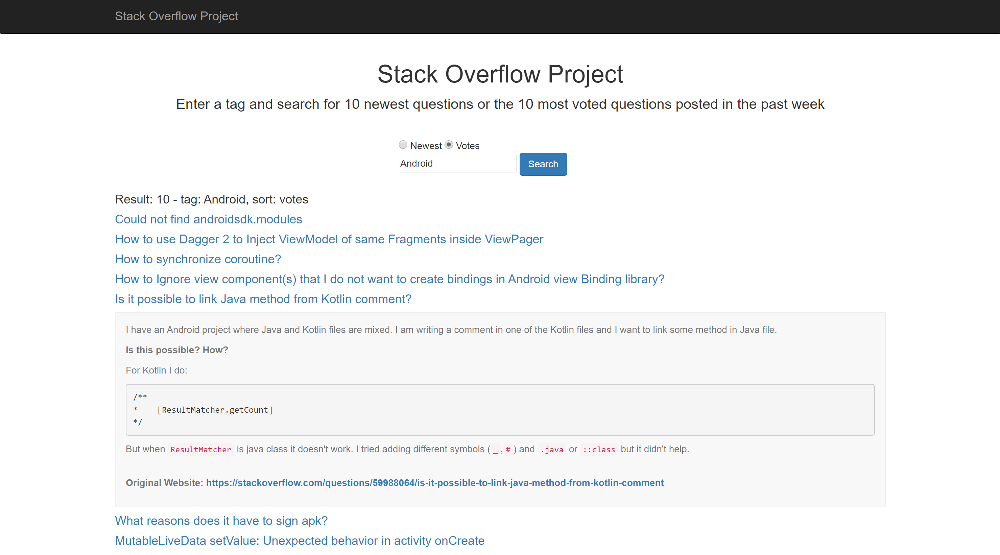 Stack Overflow Project
Stack Overflow Project
Enter a tag and search for 10 newest questions or the 10 most voted questions posted in the past week
Newest Votes
Android Search
Result: 10 - tag: Android, sort: votes
Could not find androidsdk.modules
How to use Dagger 2 to Inject ViewModel of same Fragments inside ViewPager
How to synchronize coroutine?
How to Ignore view component(s) that I do not want to create bindings in Android view Binding library?
Is it possible to link Java method from Kotlin comment?
I have an Android project where Java and Kotlin files are mixed. I am writing a comment in one of the Kotlin files and I want to link some method in Java file.
Is this possible? How?
For Kotlin I do:
/**
*    [ResultMatcher.getCount]
*/
But when ResultMatcher is java class it doesn't work. I tried adding different symbols ( _ , # ) and .java or ::class but it didn't help.
Original Website: https://stackoverflow.com/questions/59988064/is-it-possible-to-link-java-method-from-kotlin-comment
What reasons does it have to sign apk?
MutableLiveData setValue: Unexpected behavior in activity onCreate